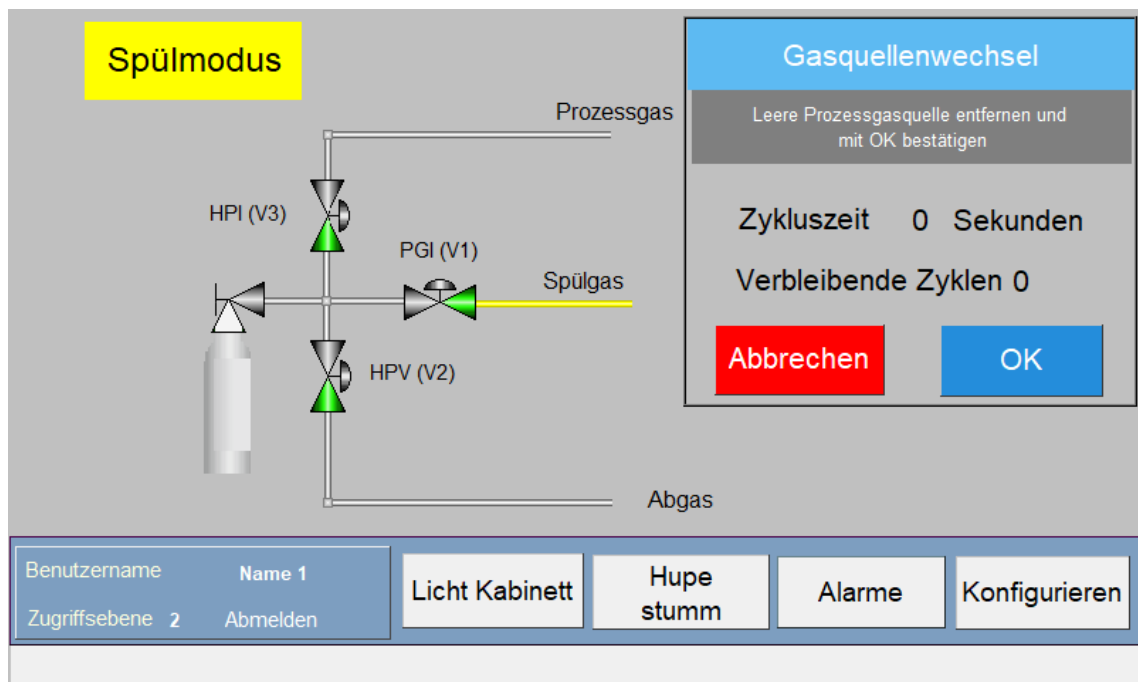 Spülmodus
Gasquellenwechsel
Leere Prozessgasquelle entfernen und
mit OK bestätigen
Prozessgas
HPI (V3)
Zykluszeit 0 Sekunden
PGI (V1)
Spülgas
Verbleibende Zyklen 0
HPV (V2)
Abbrechen
OK
Abgas
Benutzername Name 1
Zugriffsebene 2 Abmelden
Licht Kabinett
Hupe
stumm
Alarme
Konfigurieren